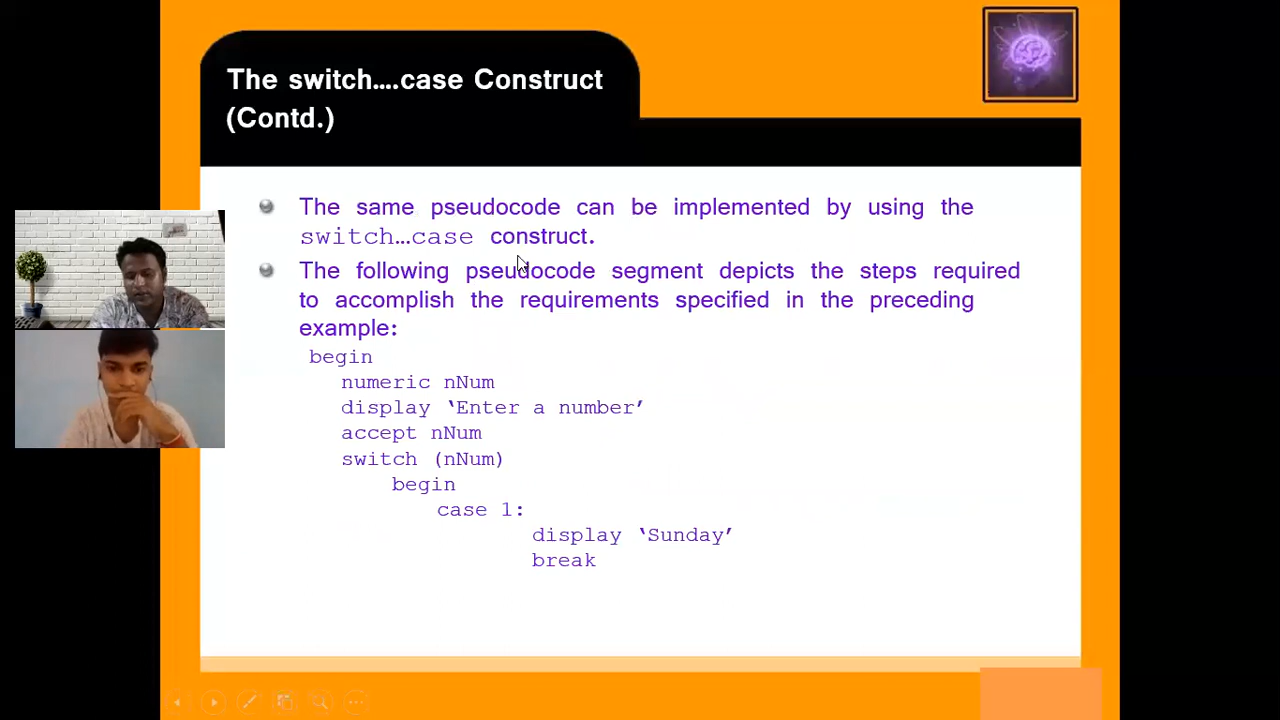 The switch….case Construct
(Contd.)
The same pseudocode can be implemented by using the
switch…case construct.
The following pseudocode segment depicts the steps required
to accomplish the requirements specified in the preceding
example:
begin
numeric nNum
display ‘Enter a number’
accept nNum
switch (nNum)
begin
case 1:
display ‘Sunday’
break